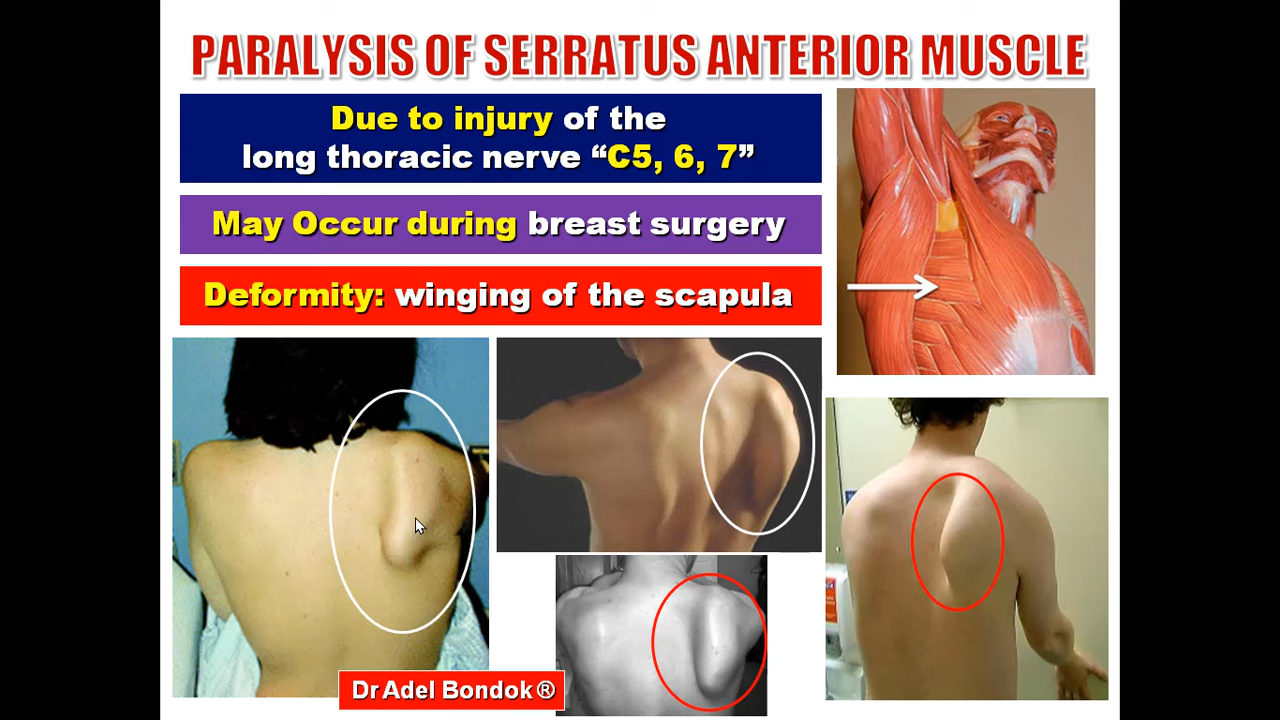 PARALYSIS OF SERRATUS ANTERIOR MUSCLE
Due to injury of the
long thoracic nerve “C5, 6, 7”
May Occur during breast surgery
Deformity: winging of the scapula
Dr Adel Bondok ®